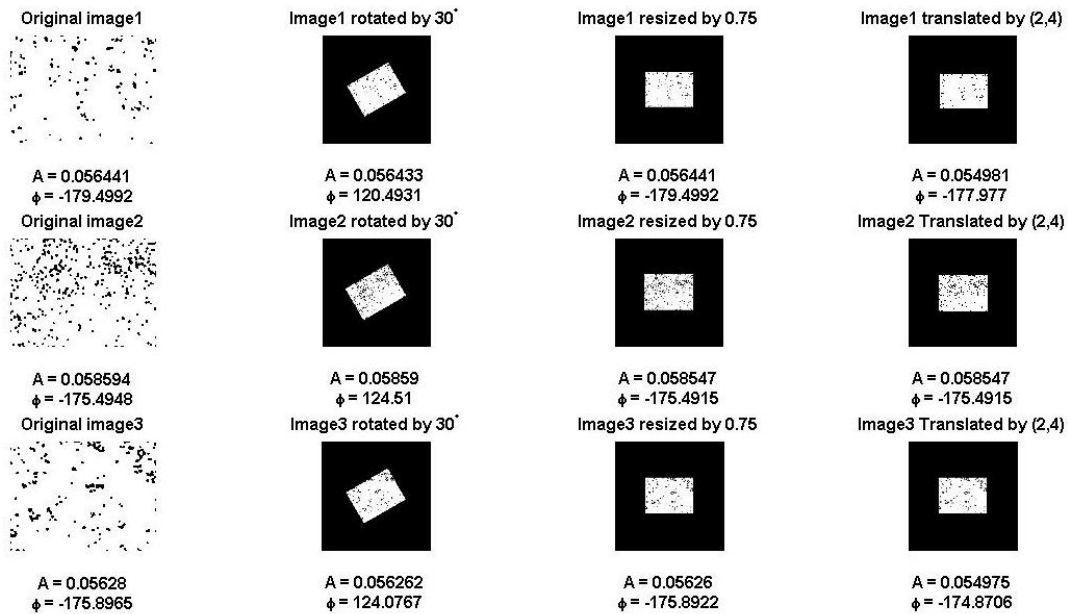 Original image1
Image1 rotated by 30°
Image1 resized by 0.75
Image1 translated by (2,4)
A = 0.056441
ϕ = -179.4992
A = 0.056433
ϕ = 120.4931
A = 0.056441
ϕ = -179.4992
A = 0.054981
ϕ = -177.977
Original image2
Image2 rotated by 30°
Image2 resized by 0.75
Image2 Translated by (2,4)
A = 0.058594
ϕ = -175.4948
A = 0.05859
ϕ = 124.51
A = 0.058547
ϕ = -175.4915
A = 0.058547
ϕ = -175.4915
Original image3
Image3 rotated by 30°
Image3 resized by 0.75
Image3 Translated by (2,4)
A = 0.05628
ϕ = -175.8965
A = 0.056262
ϕ = 124.0767
A = 0.05626
ϕ = -175.8922
A = 0.054975
ϕ = -174.8706